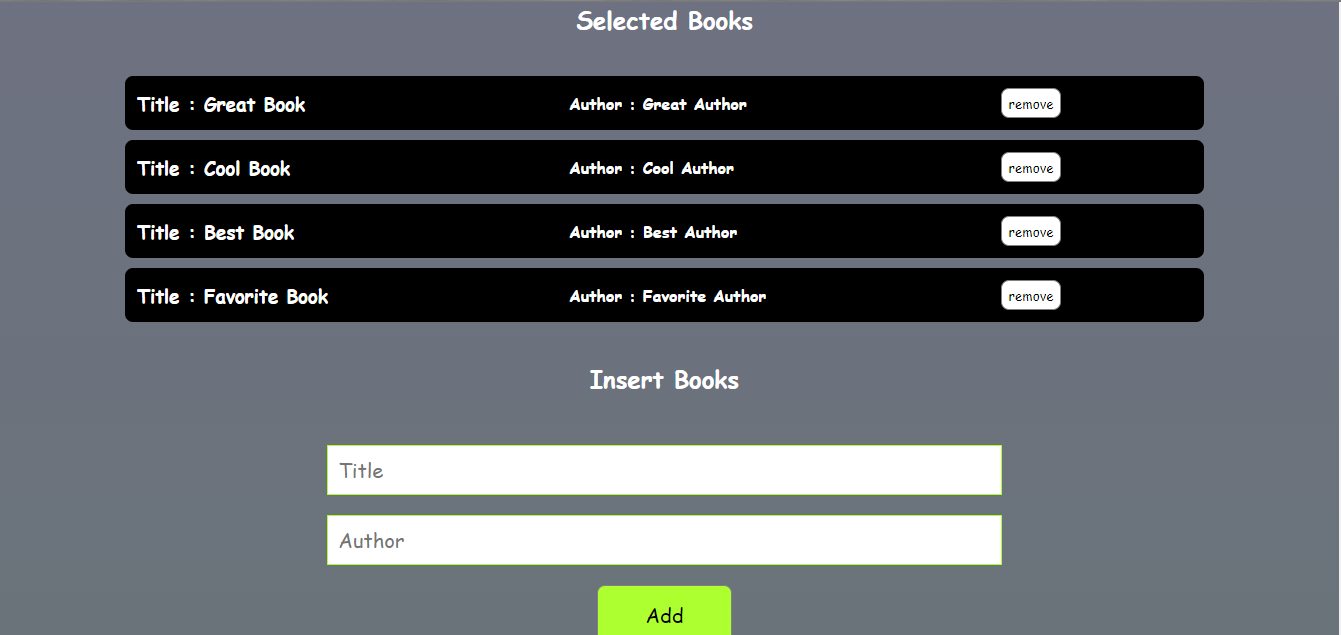 Selected Books
Title : Great Book Author : Great Author remove
Title : Cool Book Author : Cool Author remove
Title : Best Book Author : Best Author remove
Title : Favorite Book Author : Favorite Author remove
Insert Books
Title
Author
Add